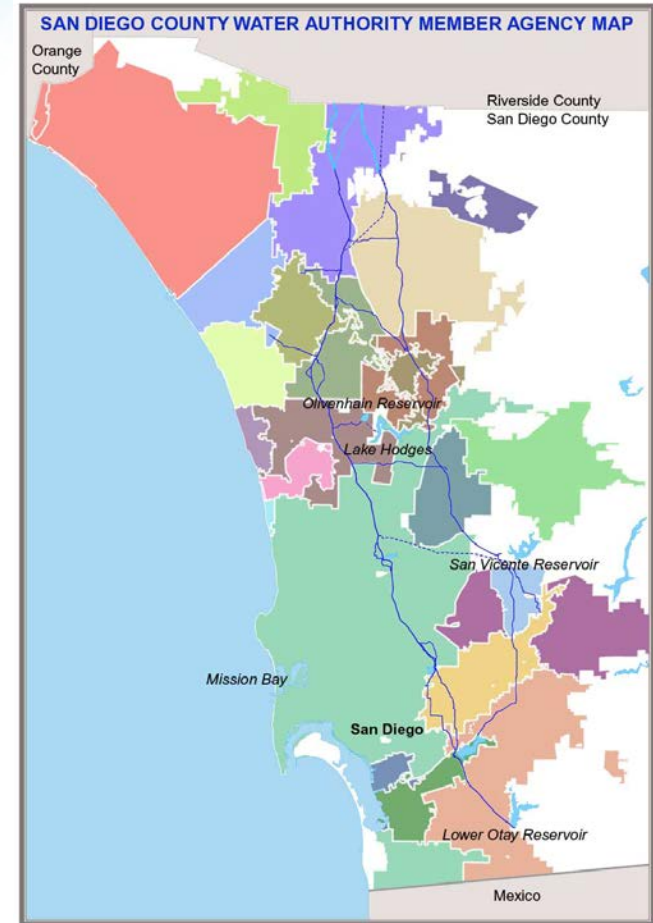 SAN DIEGO COUNTY WATER AUTHORITY MEMBER AGENCY MAP
Orange
County
Riverside County
San Diego County
Olivenhain Reservoir
Lake Hodges
San Vicente Reservoir
Mission Bay
San Diego
Lower Otay Reservoir
Mexico